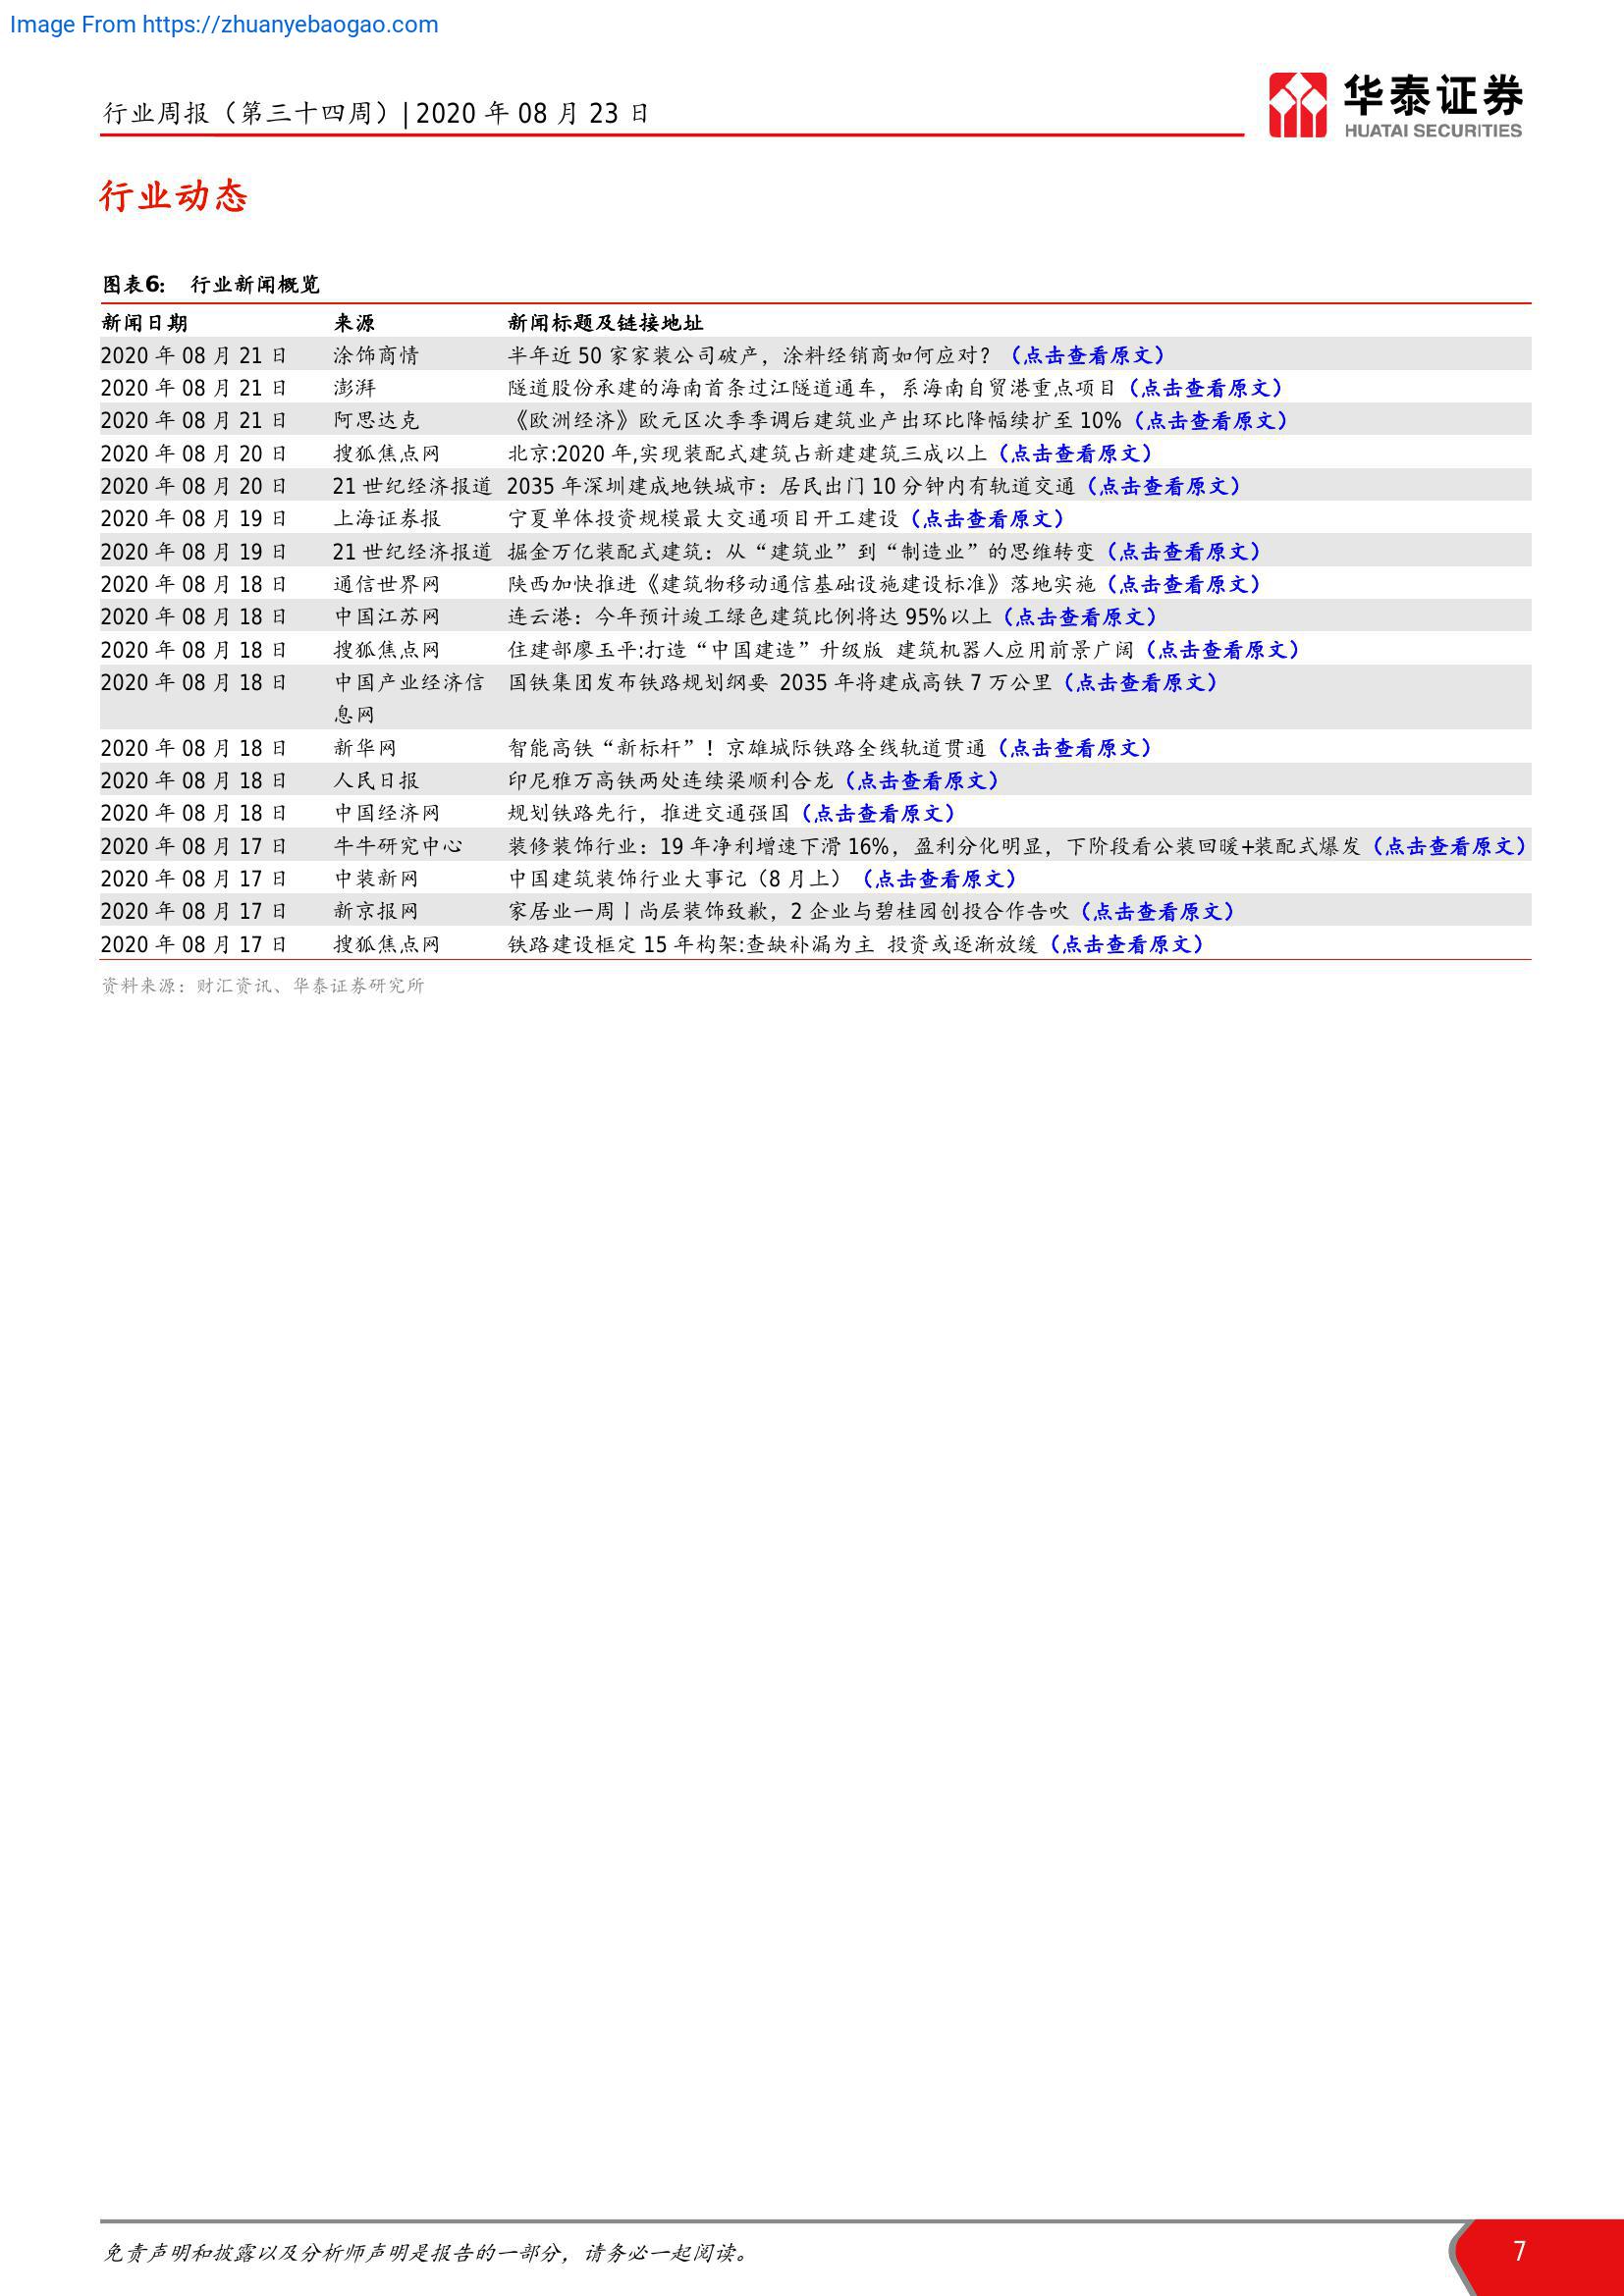 Image From https://zhuanyebaogao.com
行业周报（第三十四周）| 2020 年 08 月 23 日
华泰证券
HUATAI SECURITIES
行业动态
图表6： 行业新闻概览
新闻日期 来源 新闻标题及链接地址
2020 年 08 月 21 日 涂饰商情 半年近 50 家家装公司破产，涂料经销商如何应对？（点击查看原文）
2020 年 08 月 21 日 澎湃 隧道股份承建的海南首条过江隧道通车，系海南自贸港重点项目（点击查看原文）
2020 年 08 月 21 日 阿思达克 《欧洲经济》欧元区次季季调后建筑业产出环比降幅续扩至 10%（点击查看原文）
2020 年 08 月 20 日 搜狐焦点网 北京:2020 年,实现装配式建筑占新建建筑三成以上（点击查看原文）
2020 年 08 月 20 日 21 世纪经济报道 2035 年深圳建成地铁城市：居民出门 10 分钟内有轨道交通（点击查看原文）
2020 年 08 月 19 日 上海证券报 宁夏单体投资规模最大交通项目开工建设（点击查看原文）
2020 年 08 月 19 日 21 世纪经济报道 掘金万亿装配式建筑：从“建筑业”到“制造业”的思维转变（点击查看原文）
2020 年 08 月 18 日 通信世界网 陕西加快推进《建筑物移动通信基础设施建设标准》落地实施（点击查看原文）
2020 年 08 月 18 日 中国江苏网 连云港：今年预计竣工绿色建筑比例将达 95%以上（点击查看原文）
2020 年 08 月 18 日 搜狐焦点网 住建部廖玉平:打造“中国建造”升级版 建筑机器人应用前景广阔（点击查看原文）
2020 年 08 月 18 日 中国产业经济信 国铁集团发布铁路规划纲要 2035 年将建成高铁 7 万公里（点击查看原文）
息网
2020 年 08 月 18 日 新华网 智能高铁“新标杆”！京雄城际铁路全线轨道贯通（点击查看原文）
2020 年 08 月 18 日 人民日报 印尼雅万高铁两处连续梁顺利合龙（点击查看原文）
2020 年 08 月 18 日 中国经济网 规划铁路先行，推进交通强国（点击查看原文）
2020 年 08 月 17 日 牛牛研究中心 装修装饰行业：19 年净利增速下滑 16%，盈利分化明显，下阶段看公装回暖+装配式爆发（点击查看原文）
2020 年 08 月 17 日 中装新网 中国建筑装饰行业大事记（8 月上）（点击查看原文）
2020 年 08 月 17 日 新京报网 家居业一周丨尚层装饰致歉，2 企业与碧桂园创投合作告吹（点击查看原文）
2020 年 08 月 17 日 搜狐焦点网 铁路建设框定 15 年构架:查缺补漏为主 投资或逐渐放缓（点击查看原文）
资料来源：财汇资讯、华泰证券研究所
免责声明和披露以及分析师声明是报告的一部分，请务必一起阅读。
7